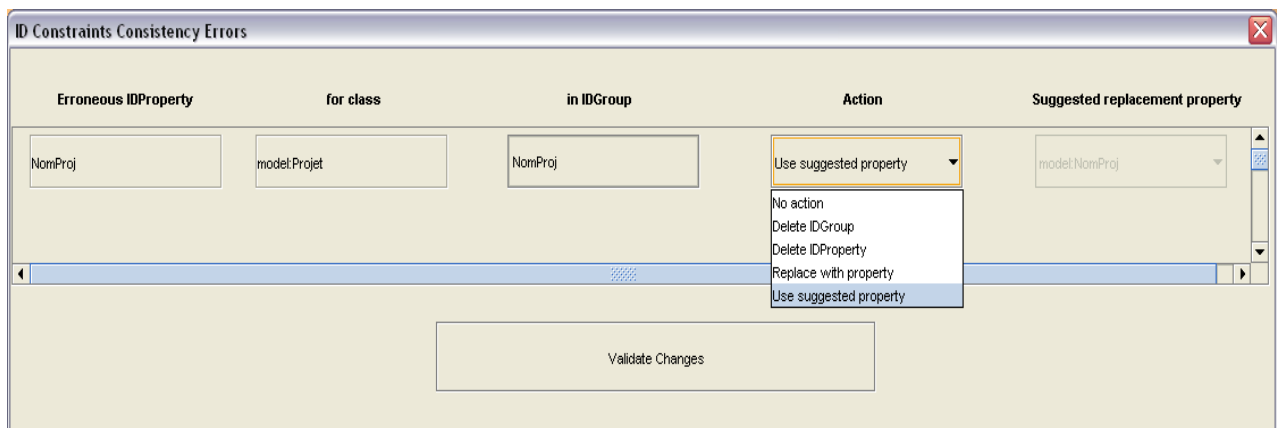 ID Constraints Consistency Errors
Erroneous IDProperty for class in IDGroup Action Suggested replacement property
NomProj model:Projet NomProj Use suggested property model:NomProj
No action
Delete IDGroup
Delete IDProperty
Replace with property
Use suggested property
Validate Changes